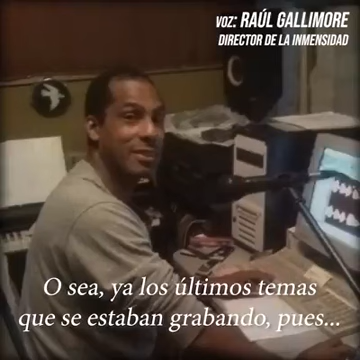 VOZ: RAÚL GALLIMORE
DIRECTOR DE LA INMENSIDAD
O sea, ya los últimos temas
que se estaban grabando, pues...